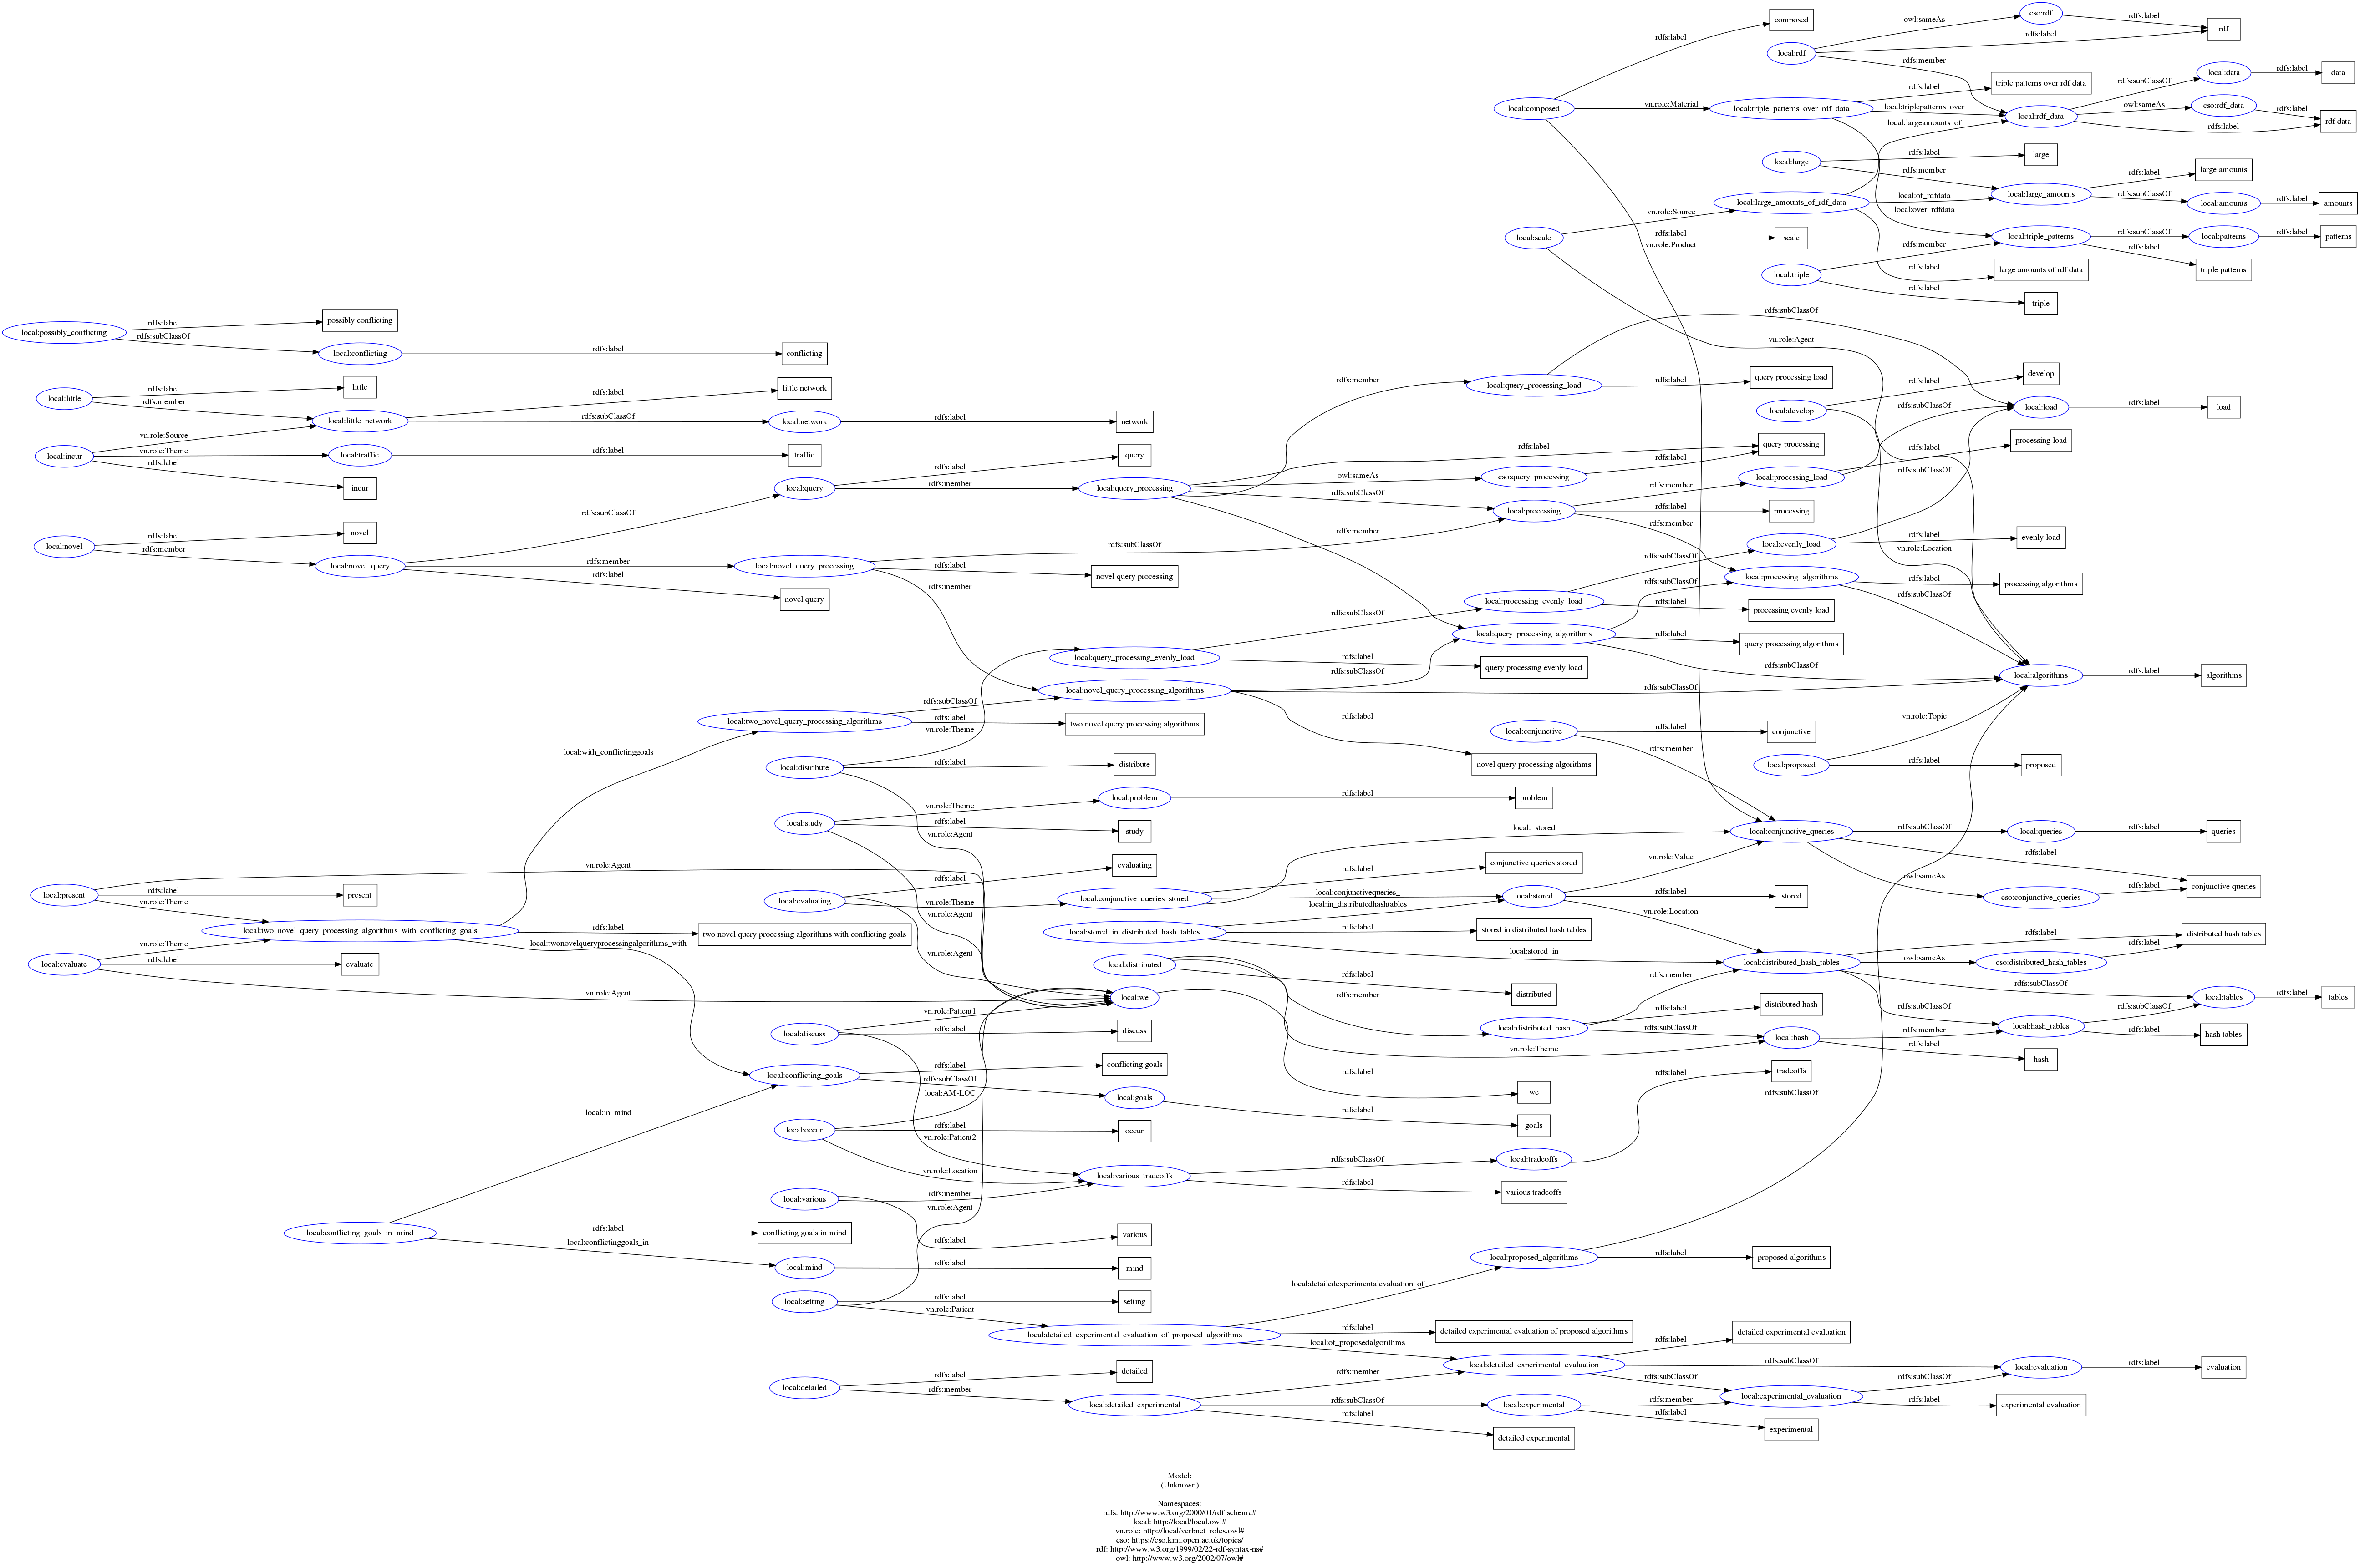 composed
cso:rdf
owl:sameAs
rdfs:label
rdf
rdfs:label
local:rdf
rdfs:label
rdfs:member
local:data
rdfs:label
data
rdfs:subClassOf
triple patterns over rdf data
rdfs:label
local:composed
vn.role:Material
local:triple_patterns_over_rdf_data
local:triplepatterns_over
local:rdf_data
owl:sameAs
cso:rdf_data
rdfs:label
rdf data
rdfs:label
local:largeamounts_of
local:large
rdfs:label
large
rdfs:member
local:large_amounts
rdfs:label
large amounts
rdfs:subClassOf
local:amounts
rdfs:label
amounts
local:large_amounts_of_rdf_data
local:of_rdfdata
local:over_rdfdata
vn.role:Source
local:scale
rdfs:label
scale
vn.role:Product
local:triple_patterns
rdfs:subClassOf
local:patterns
rdfs:label
patterns
rdfs:member
rdfs:label
triple patterns
local:triple
rdfs:label
large amounts of rdf data
rdfs:label
triple
local:possibly_conflicting
rdfs:label
possibly conflicting
rdfs:subClassOf
local:conflicting
rdfs:label
conflicting
rdfs:subClassOf
vn.role:Agent
local:little
rdfs:label
little
rdfs:member
local:little_network
rdfs:label
little network
rdfs:subClassOf
local:network
rdfs:label
network
rdfs:member
local:query_processing_load
rdfs:label
query processing load
rdfs:label
develop
local:develop
rdfs:subClassOf
local:load
rdfs:label
load
local:incur
vn.role:Source
vn.role:Theme
local:traffic
rdfs:label
traffic
rdfs:label
incur
rdfs:label
query
local:query
rdfs:member
local:query_processing
rdfs:label
query processing
owl:sameAs
cso:query_processing
rdfs:label
rdfs:subClassOf
local:processing
rdfs:member
local:processing_load
rdfs:label
processing load
rdfs:subClassOf
rdfs:label
processing
rdfs:member
local:novel
rdfs:label
novel
rdfs:member
local:novel_query
rdfs:subClassOf
rdfs:member
local:novel_query_processing
rdfs:subClassOf
rdfs:member
rdfs:label
novel query processing
rdfs:label
novel query
rdfs:member
local:evenly_load
rdfs:label
evenly load
vn.role:Location
rdfs:subClassOf
local:processing_algorithms
rdfs:label
processing algorithms
rdfs:subClassOf
rdfs:subClassOf
local:processing_evenly_load
rdfs:label
processing evenly load
rdfs:subClassOf
local:query_processing_algorithms
rdfs:label
query processing algorithms
rdfs:subClassOf
local:query_processing_evenly_load
rdfs:label
query processing evenly load
rdfs:subClassOf
local:novel_query_processing_algorithms
rdfs:subClassOf
local:algorithms
rdfs:label
algorithms
rdfs:label
novel query processing algorithms
local:two_novel_query_processing_algorithms
rdfs:subClassOf
rdfs:label
two novel query processing algorithms
vn.role:Theme
local:with_conflictinggoals
local:distribute
rdfs:label
distribute
local:conjunctive
rdfs:label
conjunctive
rdfs:member
vn.role:Topic
local:proposed
rdfs:label
proposed
local:study
vn.role:Theme
local:problem
rdfs:label
problem
rdfs:label
study
vn.role:Agent
local:_stored
local:conjunctive_queries
rdfs:subClassOf
local:queries
rdfs:label
queries
rdfs:label
conjunctive queries
owl:sameAs
cso:conjunctive_queries
rdfs:label
vn.role:Agent
local:present
rdfs:label
present
vn.role:Theme
rdfs:label
evaluating
local:evaluating
vn.role:Theme
vn.role:Agent
local:conjunctive_queries_stored
rdfs:label
conjunctive queries stored
local:conjunctivequeries_
local:stored
vn.role:Value
rdfs:label
stored
vn.role:Location
local:in_distributedhashtables
local:two_novel_query_processing_algorithms_with_conflicting_goals
rdfs:label
two novel query processing algorithms with conflicting goals
local:twonovelqueryprocessingalgorithms_with
vn.role:Theme
local:evaluate
rdfs:label
evaluate
vn.role:Agent
vn.role:Agent
local:stored_in_distributed_hash_tables
rdfs:label
stored in distributed hash tables
local:stored_in
local:distributed_hash_tables
rdfs:label
distributed hash tables
owl:sameAs
cso:distributed_hash_tables
rdfs:label
rdfs:subClassOf
local:tables
rdfs:label
tables
local:distributed
rdfs:label
distributed
rdfs:member
local:we
rdfs:member
rdfs:label
distributed hash
local:distributed_hash
rdfs:subClassOf
local:hash
rdfs:member
local:hash_tables
rdfs:subClassOf
rdfs:subClassOf
rdfs:label
hash tables
rdfs:label
hash
vn.role:Theme
local:discuss
vn.role:Patient1
rdfs:label
discuss
rdfs:label
conflicting goals
local:conflicting_goals
rdfs:subClassOf
local:goals
rdfs:label
goals
rdfs:label
we
local:AM-LOC
rdfs:label
tradeoffs
rdfs:subClassOf
local:in_mind
local:occur
rdfs:label
occur
vn.role:Patient2
vn.role:Location
local:various_tradeoffs
rdfs:subClassOf
local:tradeoffs
rdfs:label
various tradeoffs
local:various
rdfs:member
vn.role:Agent
rdfs:label
various
local:conflicting_goals_in_mind
rdfs:label
conflicting goals in mind
local:conflictinggoals_in
local:mind
rdfs:label
mind
local:setting
rdfs:label
setting
vn.role:Patient
local:proposed_algorithms
rdfs:label
proposed algorithms
local:detailedexperimentalevaluation_of
local:detailed_experimental_evaluation_of_proposed_algorithms
rdfs:label
detailed experimental evaluation of proposed algorithms
local:of_proposedalgorithms
local:detailed_experimental_evaluation
rdfs:label
detailed experimental evaluation
rdfs:subClassOf
local:evaluation
rdfs:label
evaluation
rdfs:subClassOf
local:experimental_evaluation
rdfs:subClassOf
rdfs:label
experimental evaluation
local:detailed
rdfs:label
detailed
rdfs:member
local:detailed_experimental
rdfs:member
rdfs:subClassOf
local:experimental
rdfs:member
rdfs:label
experimental
rdfs:label
detailed experimental
Model:
(Unknown)
Namespaces:
rdfs: http://www.w3.org/2000/01/rdf-schema#
local: http://local/local.owl#
vn.role: http://local/verbnet_roles.owl#
cso: https://cso.kmi.open.ac.uk/topics/
rdf: http://www.w3.org/1999/02/22-rdf-syntax-ns#
owl: http://www.w3.org/2002/07/owl#